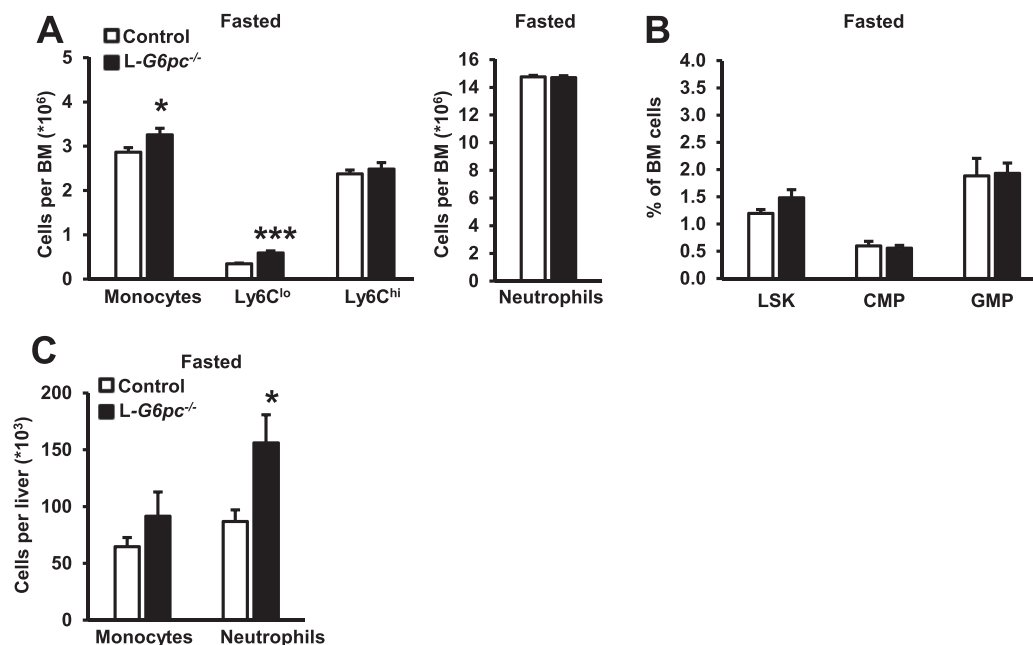 A
Fasted
Control
L-G6pc-/-
Cells per BM (*10⁶)
5
4
3
2
1
0
*
***
Monocytes
Ly6Clo
Ly6Chi
Fasted
Cells per BM (*10⁶)
16
14
12
10
8
6
4
2
0
Neutrophils
B
Fasted
% of BM cells
4.0
3.5
3.0
2.5
2.0
1.5
1.0
0.5
0.0
LSK
CMP
GMP
C
Fasted
Control
L-G6pc-/-
Cells per liver (*10³)
200
150
100
50
0
*
Monocytes
Neutrophils